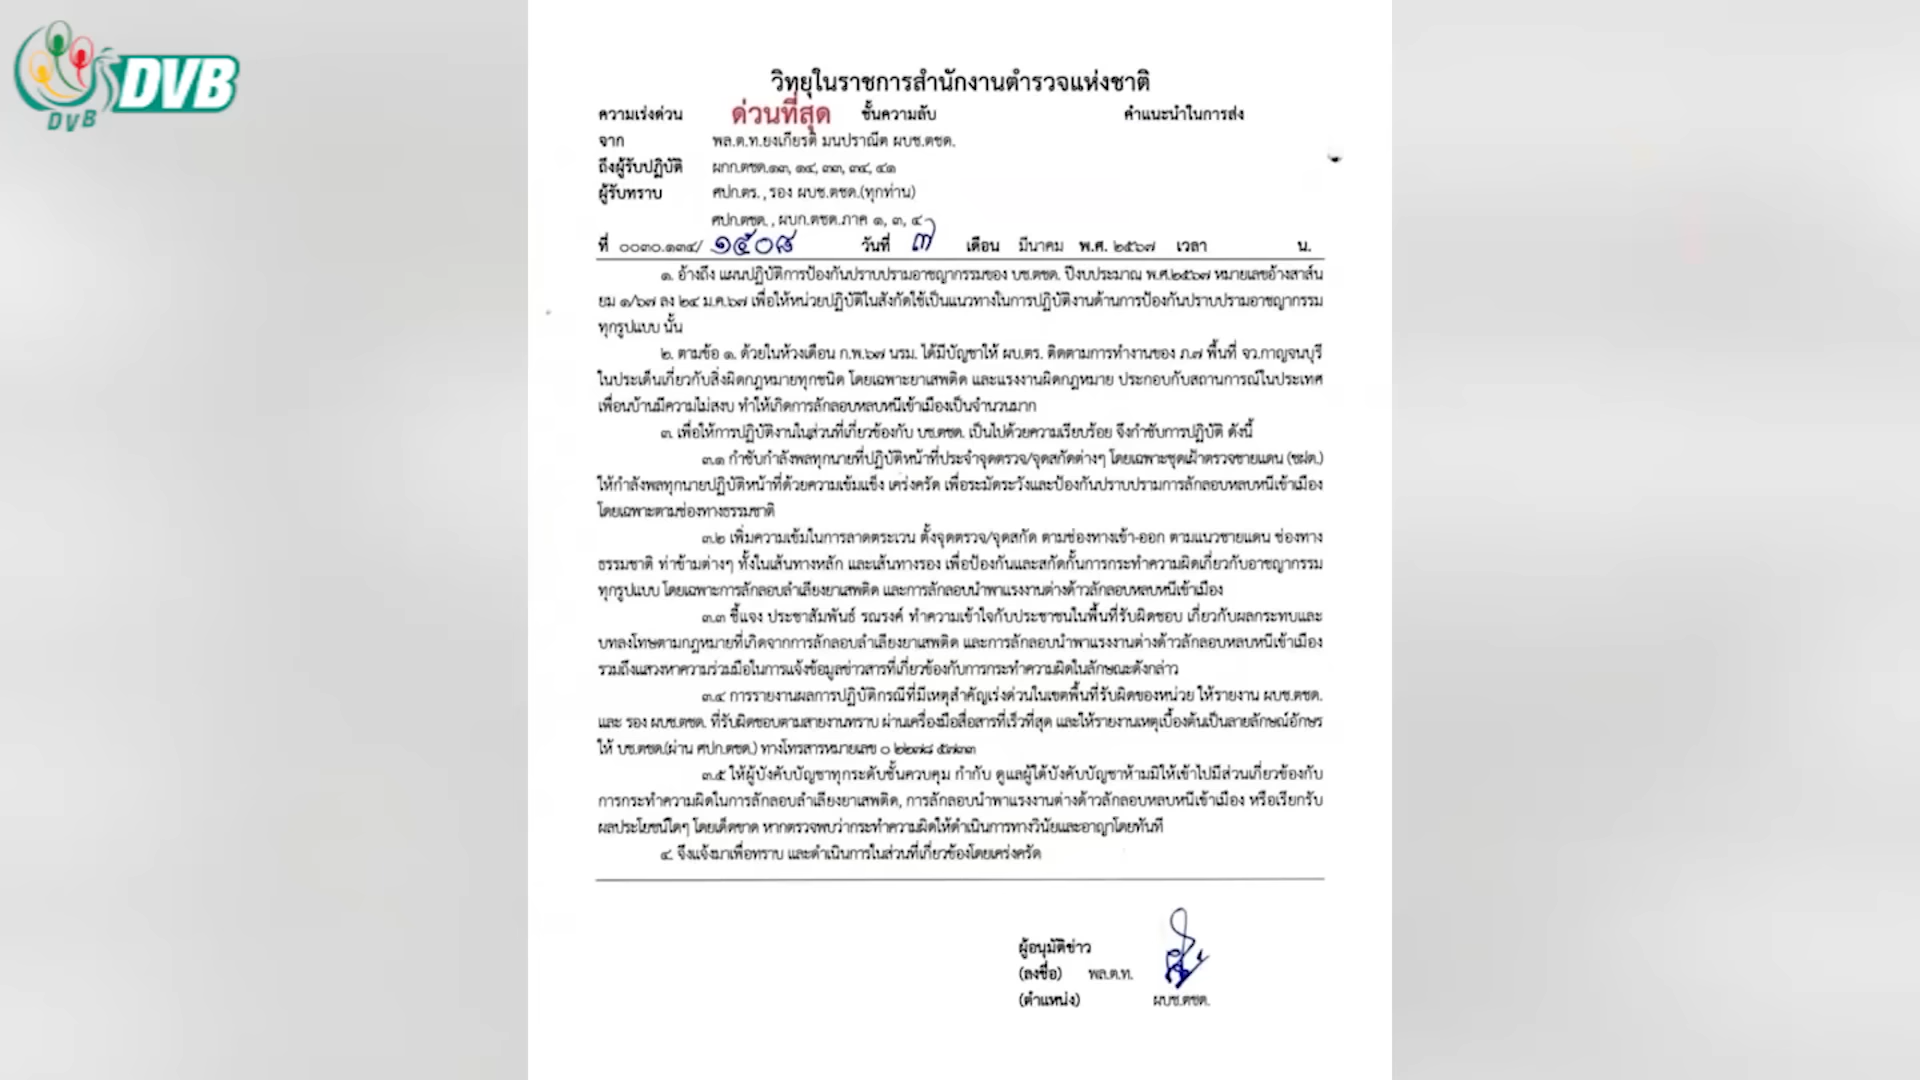 DVB
DVB
วิทยุในราชการสำนักงานตำรวจแห่งชาติ
ความเร่งด่วน ด่วนที่สุด ชั้นความลับ คำแนะนำในการส่ง
จาก พล.ต.ท.ยงเกียรติ มนปราณีต ผบช.ตชด.
ถึงผู้รับปฏิบัติ ผกก.ตชด.๑๓, ๑๔, ๓๓, ๓๔, ๔๑
ผู้รับทราบ ศปก.ตร. , รอง ผบช.ตชด.(ทุกท่าน)
ศปก.ตชด. , ผบก.ตชด.ภาค ๑, ๓, ๔
ที่ ๐๐๓๐.๑๓๔/ ๑๕๐๘ วันที่ ๗ เดือน มีนาคม พ.ศ. ๒๕๖๗ เวลา น.
๑. อ้างถึง แผนปฏิบัติการป้องกันปราบปรามอาชญากรรมของ บช.ตชด. ปีงบประมาณ พ.ศ.๒๕๖๗ หมายเลขอ้างสาส์น
ยม ๑/๖๗ ลง ๒๔ ม.ค.๖๗ เพื่อให้หน่วยปฏิบัติในสังกัดใช้เป็นแนวทางในการปฏิบัติงานด้านการป้องกันปราบปรามอาชญากรรม
ทุกรูปแบบ นั้น
๒. ตามข้อ ๑. ด้วยในห้วงเดือน ก.พ.๖๗ นรม. ได้มีบัญชาให้ ผบ.ตร. ติดตามการทำงานของ ภ.๗ พื้นที่ จว.กาญจนบุรี
ในประเด็นเกี่ยวกับสิ่งผิดกฎหมายทุกชนิด โดยเฉพาะยาเสพติด และแรงงานผิดกฎหมาย ประกอบกับสถานการณ์ในประเทศ
เพื่อนบ้านมีความไม่สงบ ทำให้เกิดการลักลอบหลบหนีเข้าเมืองเป็นจำนวนมาก
๓. เพื่อให้การปฏิบัติงานในส่วนที่เกี่ยวข้องกับ บช.ตชด. เป็นไปด้วยความเรียบร้อย จึงกำชับการปฏิบัติ ดังนี้
๓.๑ กำชับกำลังพลทุกนายที่ปฏิบัติหน้าที่ประจำจุดตรวจ/จุดสกัดต่างๆ โดยเฉพาะชุดเฝ้าตรวจชายแดน (ชฝต.)
ให้กำลังพลทุกนายปฏิบัติหน้าที่ด้วยความเข้มแข็ง เคร่งครัด เพื่อระมัดระวังและป้องกันปราบปรามการลักลอบหลบหนีเข้าเมือง
โดยเฉพาะตามช่องทางธรรมชาติ
๓.๒ เพิ่มความเข้มในการลาดตระเวน ตั้งจุดตรวจ/จุดสกัด ตามช่องทางเข้า-ออก ตามแนวชายแดน ช่องทาง
ธรรมชาติ ท่าข้ามต่างๆ ทั้งในเส้นทางหลัก และเส้นทางรอง เพื่อป้องกันและสกัดกั้นการกระทำความผิดเกี่ยวกับอาชญากรรม
ทุกรูปแบบ โดยเฉพาะการลักลอบลำเลียงยาเสพติด และการลักลอบนำพาแรงงานต่างด้าวลักลอบหลบหนีเข้าเมือง
๓.๓ ชี้แจง ประชาสัมพันธ์ รณรงค์ ทำความเข้าใจกับประชาชนในพื้นที่รับผิดชอบ เกี่ยวกับผลกระทบและ
บทลงโทษตามกฎหมายที่เกิดจากการลักลอบลำเลียงยาเสพติด และการลักลอบนำพาแรงงานต่างด้าวลักลอบหลบหนีเข้าเมือง
รวมถึงแสวงหาความร่วมมือในการแจ้งข้อมูลข่าวสารที่เกี่ยวข้องกับการกระทำความผิดในลักษณะดังกล่าว
๓.๔ การรายงานผลการปฏิบัติกรณีที่มีเหตุสำคัญเร่งด่วนในเขตพื้นที่รับผิดของหน่วย ให้รายงาน ผบช.ตชด.
และ รอง ผบช.ตชด. ที่รับผิดชอบตามสายงานทราบ ผ่านเครื่องมือสื่อสารที่เร็วที่สุด และให้รายงานเหตุเบื้องต้นเป็นลายลักษณ์อักษร
ให้ บช.ตชด.(ผ่าน ศปก.ตชด.) ทางโทรสารหมายเลข ๐ ๒๒๗๘ ๕๗๓๓
๓.๕ ให้ผู้บังคับบัญชาทุกระดับชั้นควบคุม กำกับ ดูแลผู้ใต้บังคับบัญชาห้ามมิให้เข้าไปมีส่วนเกี่ยวข้องกับ
การกระทำความผิดในการลักลอบลำเลียงยาเสพติด, การลักลอบนำพาแรงงานต่างด้าวลักลอบหลบหนีเข้าเมือง หรือเรียกรับ
ผลประโยชน์ใดๆ โดยเด็ดขาด หากตรวจพบว่ากระทำความผิดให้ดำเนินการทางวินัยและอาญาโดยทันที
๔. จึงแจ้งมาเพื่อทราบ และดำเนินการในส่วนที่เกี่ยวข้องโดยเคร่งครัด
ผู้อนุมัติข่าว
(ลงชื่อ) พล.ต.ท.
(ตำแหน่ง) ผบช.ตชด.